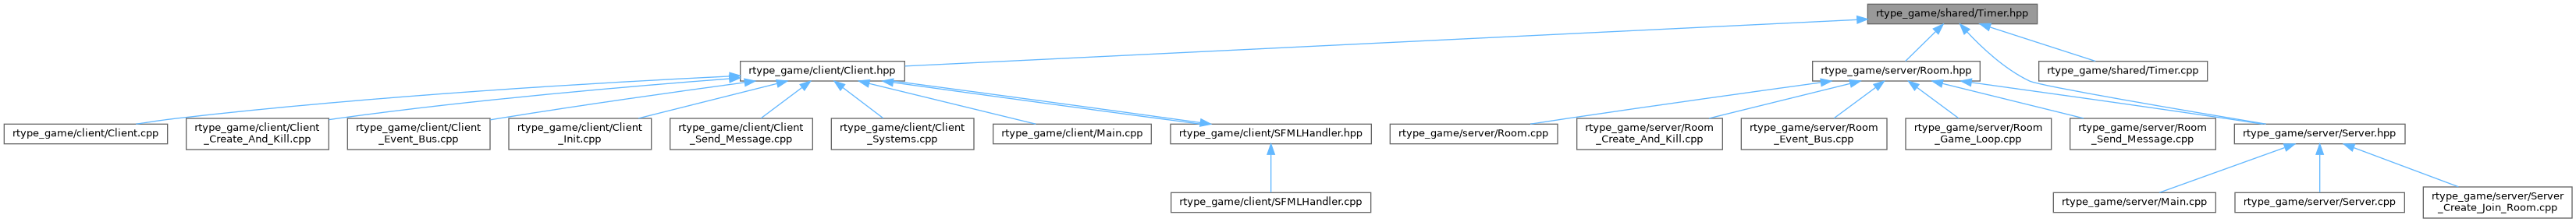 rtype_game/shared/Timer.hpp
rtype_game/client/Client.hpp
rtype_game/server/Room.hpp
rtype_game/shared/Timer.cpp
rtype_game/client/Client.cpp
rtype_game/client/Client
_Create_And_Kill.cpp
rtype_game/client/Client
_Event_Bus.cpp
rtype_game/client/Client
_Init.cpp
rtype_game/client/Client
_Send_Message.cpp
rtype_game/client/Client
_Systems.cpp
rtype_game/client/Main.cpp
rtype_game/client/SFMLHandler.hpp
rtype_game/server/Room.cpp
rtype_game/server/Room
_Create_And_Kill.cpp
rtype_game/server/Room
_Event_Bus.cpp
rtype_game/server/Room
_Game_Loop.cpp
rtype_game/server/Room
_Send_Message.cpp
rtype_game/server/Server.hpp
rtype_game/client/SFMLHandler.cpp
rtype_game/server/Main.cpp
rtype_game/server/Server.cpp
rtype_game/server/Server
_Create_Join_Room.cpp